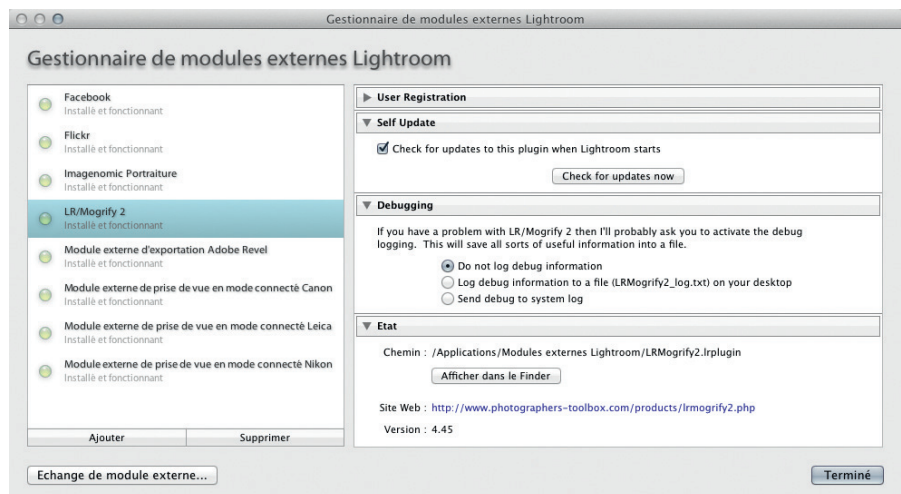 Gestionnaire de modules externes Lightroom
Gestionnaire de modules externes Lightroom
Facebook
Installé et fonctionnant
Flickr
Installé et fonctionnant
Imagenomic Portraiture
Installé et fonctionnant
LR/Mogrify 2
Installé et fonctionnant
Module externe d'exportation Adobe Revel
Installé et fonctionnant
Module externe de prise de vue en mode connecté Canon
Installé et fonctionnant
Module externe de prise de vue en mode connecté Leica
Installé et fonctionnant
Module externe de prise de vue en mode connecté Nikon
Installé et fonctionnant
Ajouter
Supprimer
User Registration
Self Update
Check for updates to this plugin when Lightroom starts
Check for updates now
Debugging
If you have a problem with LR/Mogrify 2 then I'll probably ask you to activate the debug
logging. This will save all sorts of useful information into a file.
Do not log debug information
Log debug information to a file (LRMogrify2_log.txt) on your desktop
Send debug to system log
Etat
Chemin : /Applications/Modules externes Lightroom/LRMogrify2.lrplugin
Afficher dans le Finder
Site Web : http://www.photographers-toolbox.com/products/lrmogrify2.php
Version : 4.45
Echange de module externe...
Terminé